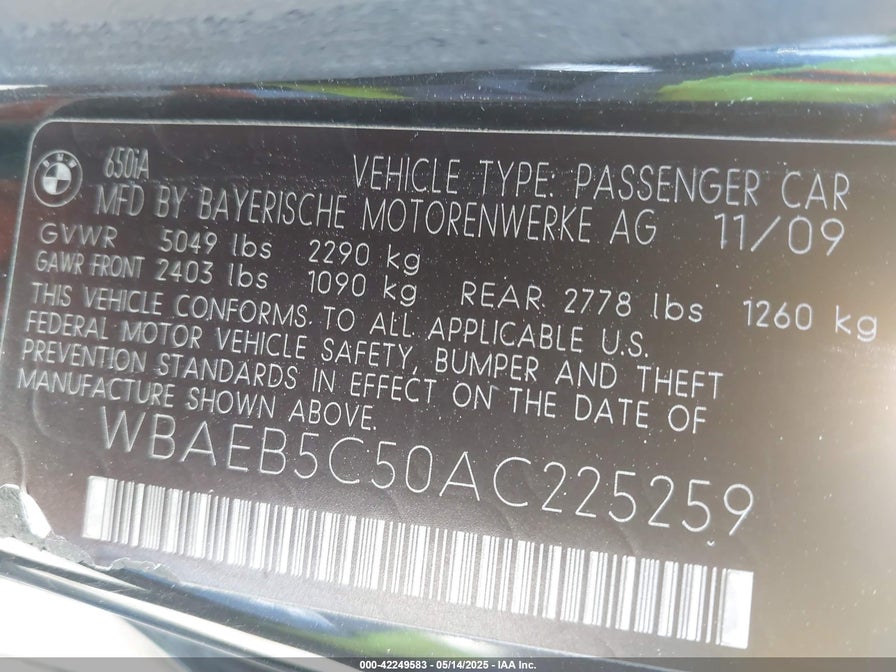 BMW
650iA VEHICLE TYPE: PASSENGER CAR
MFD BY BAYERISCHE MOTORENWERKE AG 11/09
GVWR 5049 lbs 2290 kg
GAWR FRONT 2403 lbs 1090 kg REAR 2778 lbs 1260 kg
THIS VEHICLE CONFORMS TO ALL APPLICABLE U.S.
FEDERAL MOTOR VEHICLE SAFETY, BUMPER AND THEFT
PREVENTION STANDARDS IN EFFECT ON THE DATE OF
MANUFACTURE SHOWN ABOVE.
WBAEB5C50AC225259
000-42249583 - 05/14/2025 - IAA Inc.